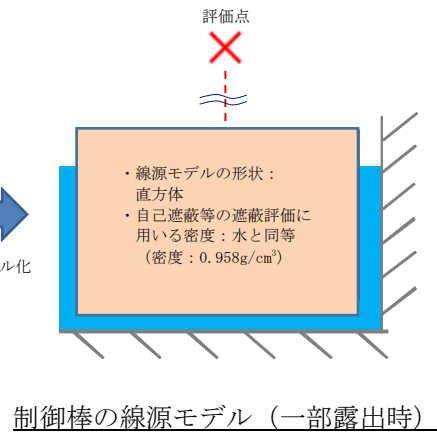 評価点
・線源モデルの形状：
直方体
・自己遮蔽等の遮蔽評価に
用いる密度：水と同等
（密度：0.958g/cm³）
ル化
制御棒の線源モデル（一部露出時）